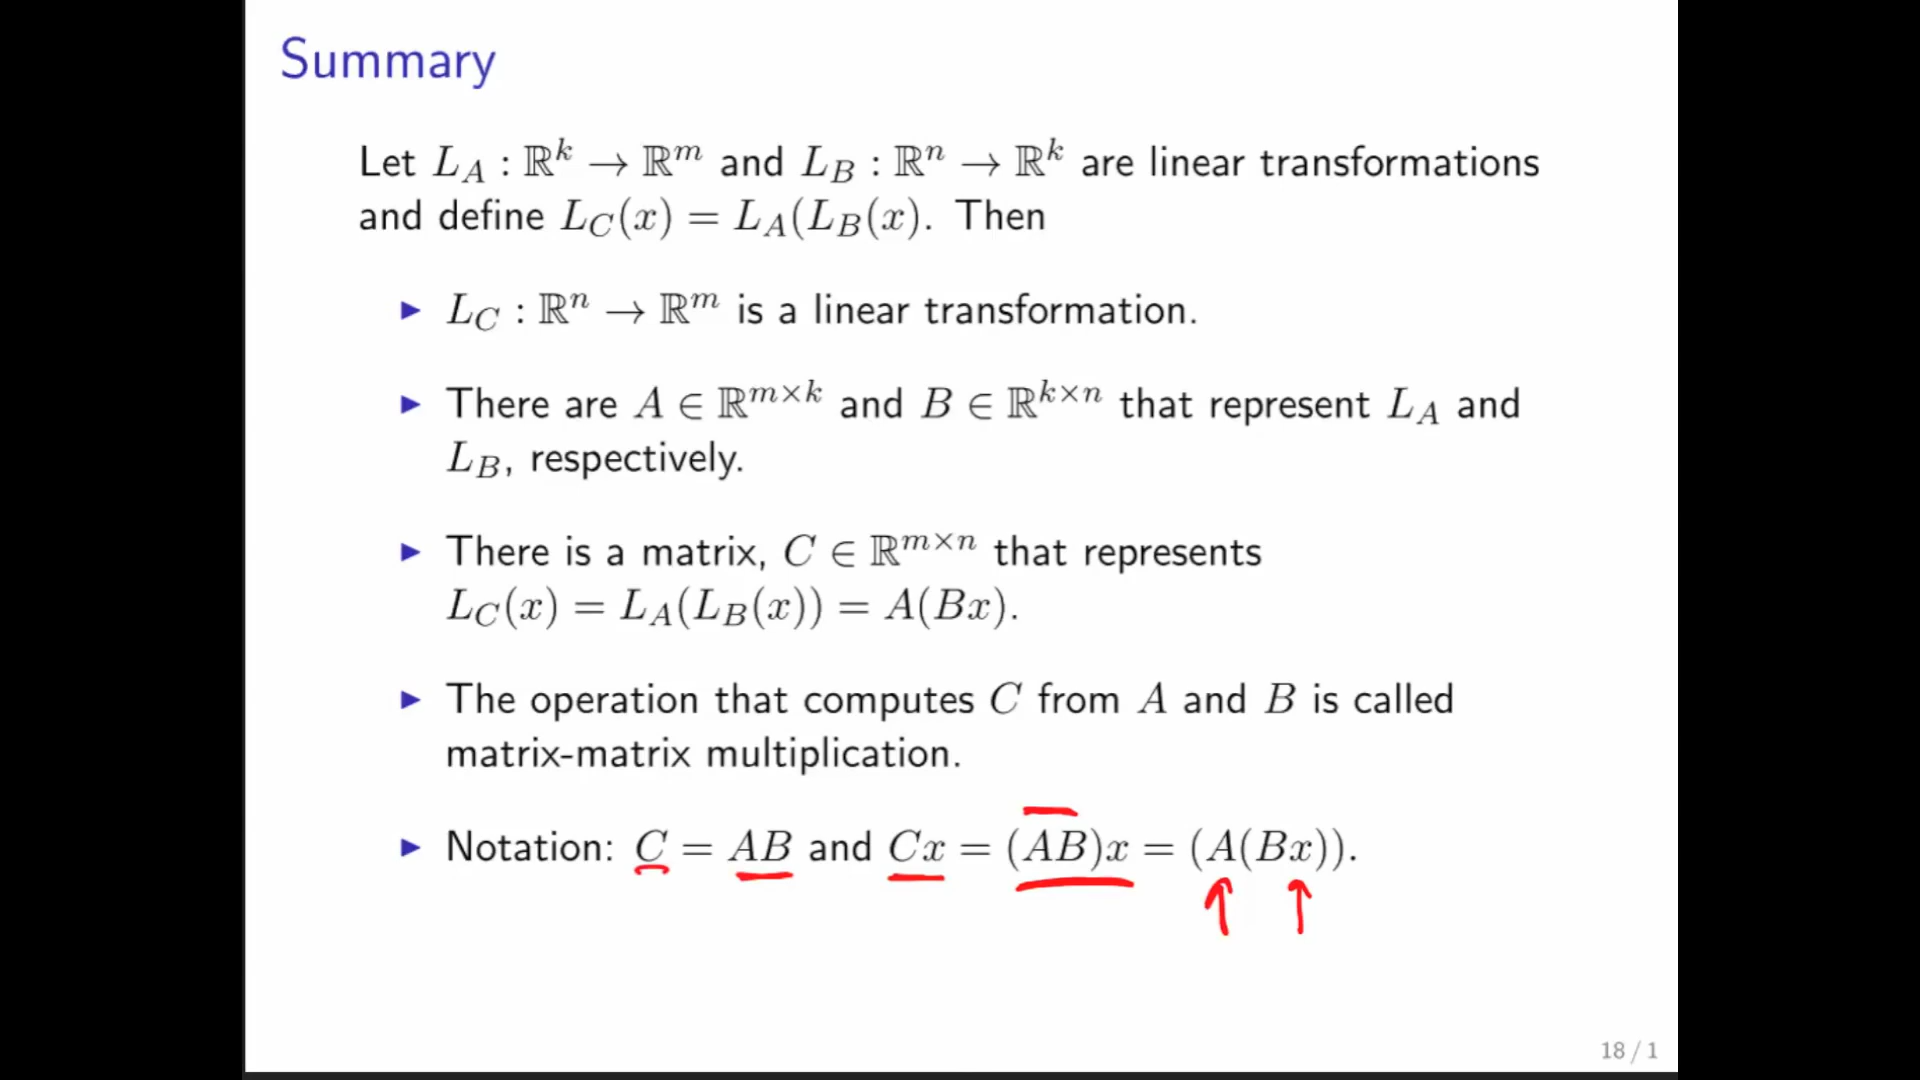 Summary
Let L_A : ℝ^k → ℝ^m and L_B : ℝ^n → ℝ^k are linear transformations
and define L_C(x) = L_A(L_B(x). Then
▶ L_C : ℝ^n → ℝ^m is a linear transformation.
▶ There are A ∈ ℝ^{m×k} and B ∈ ℝ^{k×n} that represent L_A and
L_B, respectively.
▶ There is a matrix, C ∈ ℝ^{m×n} that represents
L_C(x) = L_A(L_B(x)) = A(Bx).
▶ The operation that computes C from A and B is called
matrix-matrix multiplication.
▶ Notation: C = AB and Cx = (AB)x = (A(Bx)).
18 / 1